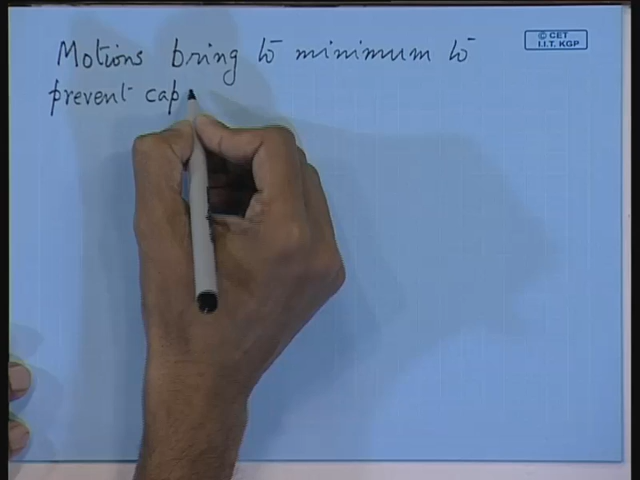 Motions bring to minimum to
prevent cap
© CET
I.I.T. KGP